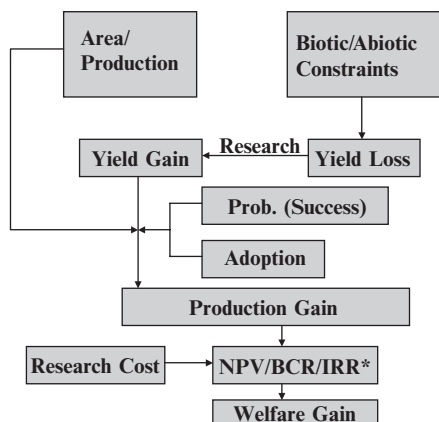 Area/
Production
Biotic/Abiotic
Constraints
Yield Gain
Research
Yield Loss
Prob. (Success)
Adoption
Production Gain
Research Cost
NPV/BCR/IRR*
Welfare Gain